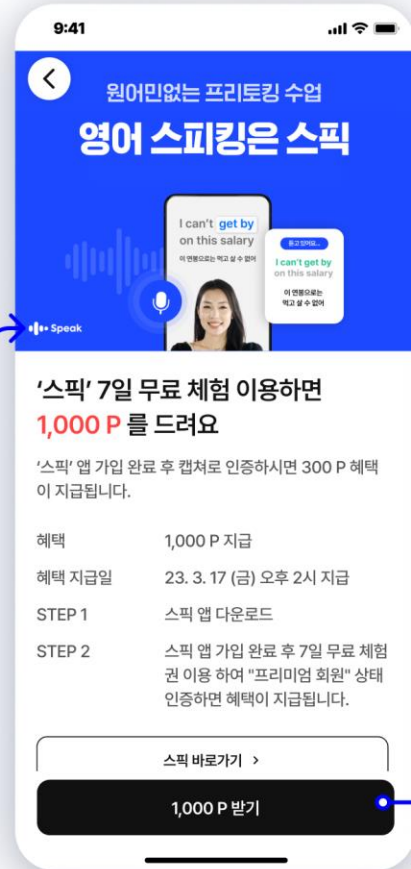 9:41
원어민없는 프리토킹 수업
영어 스피킹은 스픽
I can't get by
on this salary
이 연봉으로는 먹고 살 수 없어
듣고 있어요...
I can't get by
on this salary
이 연봉으로는
먹고 살 수 없어
Speak
‘스픽’ 7일 무료 체험 이용하면
1,000 P 를 드려요
‘스픽’ 앱 가입 완료 후 캡쳐로 인증하시면 300 P 혜택
이 지급됩니다.
혜택 1,000 P 지급
혜택 지급일 23. 3. 17 (금) 오후 2시 지급
STEP 1 스픽 앱 다운로드
STEP 2 스픽 앱 가입 완료 후 7일 무료 체험
권 이용 하여 "프리미엄 회원" 상태
인증하면 혜택이 지급됩니다.
스픽 바로가기 >
1,000 P 받기